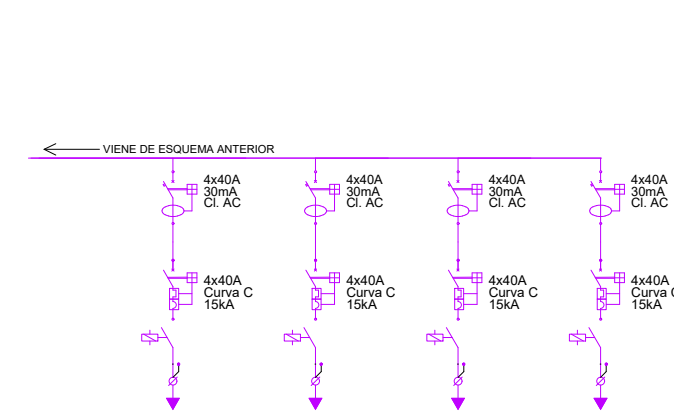 VIENE DE ESQUEMA ANTERIOR
4x40A
30mA
Cl. AC
4x40A
30mA
Cl. AC
4x40A
30mA
Cl. AC
4x40A
30mA
Cl. AC
4x40A
Curva C
15kA
4x40A
Curva C
15kA
4x40A
Curva C
15kA
4x40A
Curva C
15kA